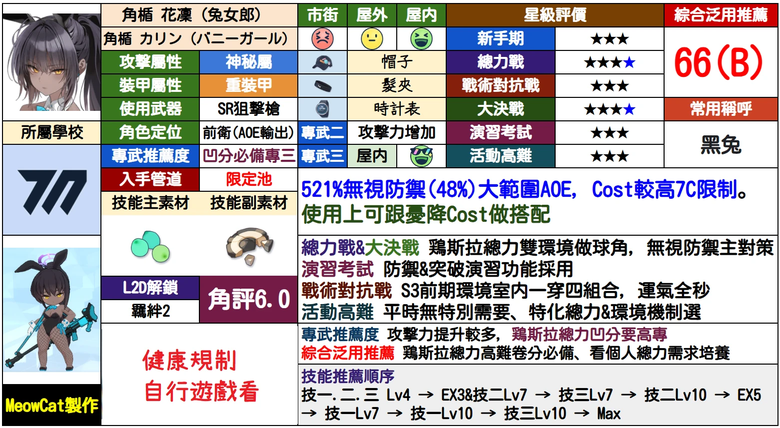 角楯 花凜 (兔女郎)
市街
屋外
屋内
星級評價
綜合泛用推薦
角楯 カリン (バニーガール)
新手期
★★★
66(B)
攻擊屬性
神秘屬
帽子
總力戰
★★★★
裝甲屬性
重裝甲
髮夾
戰術對抗戰
★★★
使用武器
SR狙擊槍
時計表
大決戰
★★★★
常用稱呼
所屬學校
角色定位
前衛(AOE輸出)
專武二
攻擊力增加
演習考試
★★★
黑兔
專武推薦度
凹分必備專三
專武三
屋内
活動高難
★★★
入手管道
限定池
521%無視防禦(48%)大範圍AOE, Cost較高7C限制。
使用上可跟憂降Cost做搭配
技能主素材
技能副素材
總力戰&大決戰 鶏斯拉總力雙環境做球角, 無視防禦主對策
演習考試 防禦&突破演習功能採用
戰術對抗戰 S3前期環境室内一穿四組合, 運氣全秒
活動高難 平時無特別需要、特化總力&環境機制選
L2D解鎖
羈絆2
角評6.0
專武推薦度 攻擊力提升較多, 鶏斯拉總力凹分要高專
綜合泛用推薦 鶏斯拉總力高難卷分必備、看個人總力需求培養
健康規制
自行遊戲看
技能推薦順序
技一.二.三 Lv4 → EX3&技二Lv7 → 技三Lv7 → 技二Lv10 → EX5
→ 技一Lv7 → 技一Lv10 → 技三Lv10 → Max
MeowCat製作